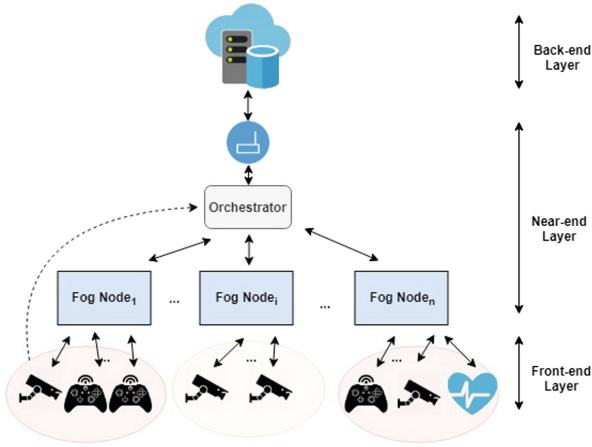 Back-end
Layer
Orchestrator
Near-end
Layer
Fog Node1 ... Fog Nodei ... Fog Noden
... ... ...
Front-end
Layer